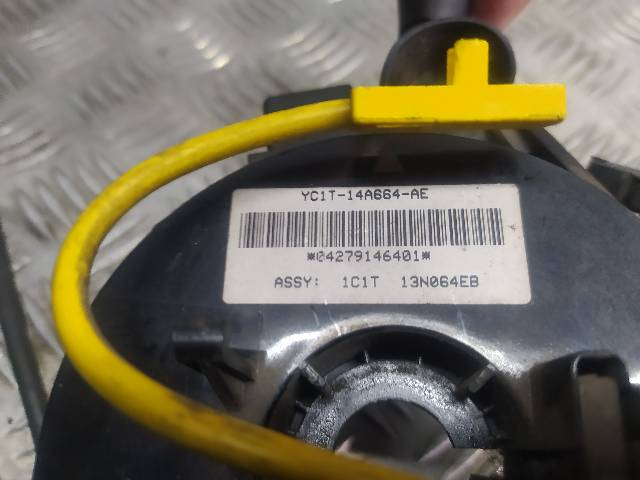 YC1T-14A664-AE
*04279146401*
ASSY: 1C1T 13N064EB